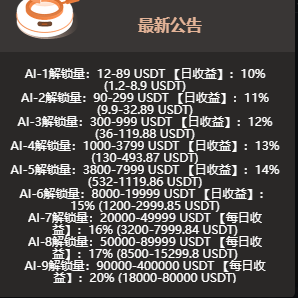 最新公告
AI-1解锁量：12-89 USDT 【日收益】：10%
(1.2-8.9 USDT)
AI-2解锁量：90-299 USDT 【日收益】：11%
(9.9-32.89 USDT)
AI-3解锁量：300-999 USDT 【日收益】：12%
(36-119.88 USDT)
AI-4解锁量：1000-3799 USDT 【日收益】：13%
(130-493.87 USDT)
AI-5解锁量：3800-7999 USDT 【日收益】：14%
(532-1119.86 USDT)
AI-6解锁量：8000-19999 USDT 【日收益】：
15% (1200-2999.85 USDT)
AI-7解锁量：20000-49999 USDT 【每日收
益】：16% (3200-7999.84 USDT)
AI-8解锁量：50000-89999 USDT 【每日收
益】：17% (8500-15299.8 USDT)
AI-9解锁量：90000-400000 USDT 【每日收
益】：20% (18000-80000 USDT)